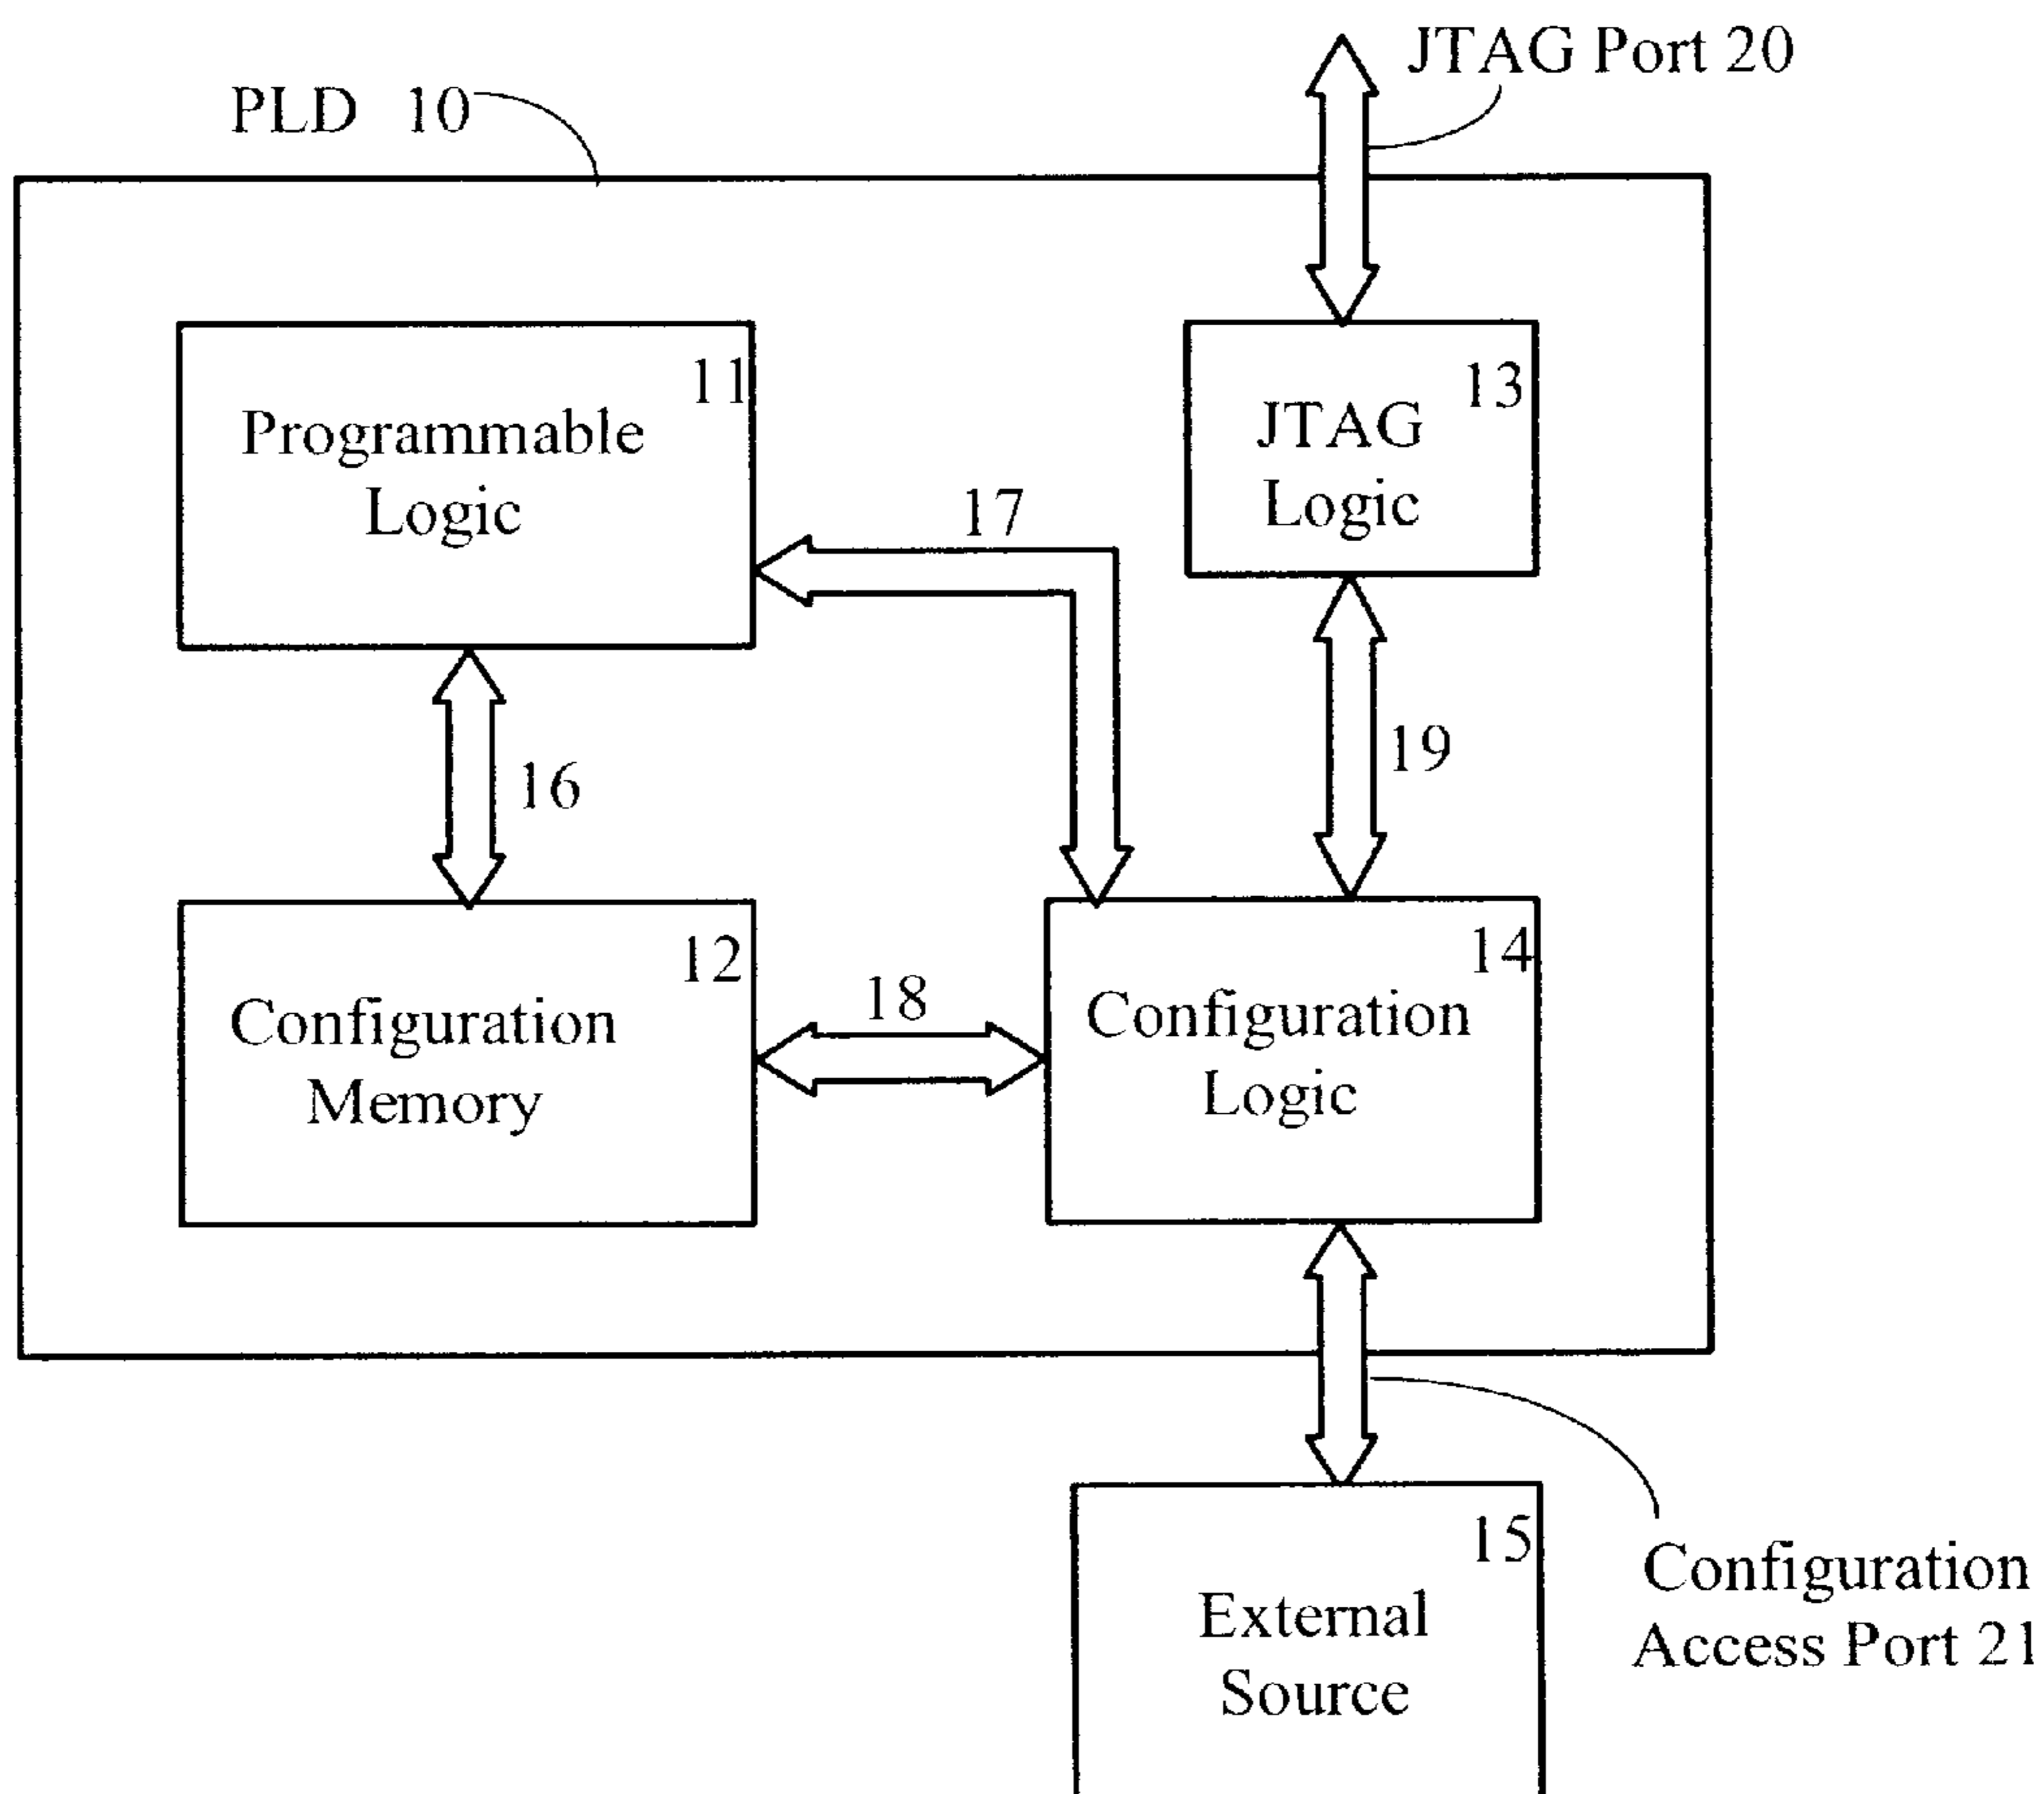 JTAG Port 20
PLD 10
11
Programmable
Logic
13
JTAG
Logic
17
16
19
12
Configuration
Memory
18
14
Configuration
Logic
15
External
Source
Configuration
Access Port 21